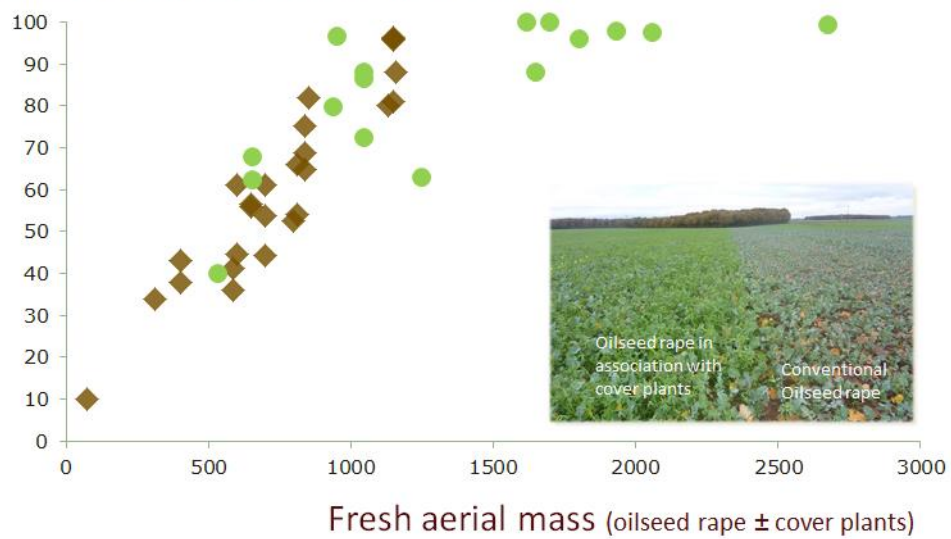 100
90
80
70
60
50
40
30
20
10
0
0 500 1000 1500 2000 2500 3000
Oilseed rape in
association with
cover plants
Conventional
Oilseed rape
Fresh aerial mass (oilseed rape ± cover plants)